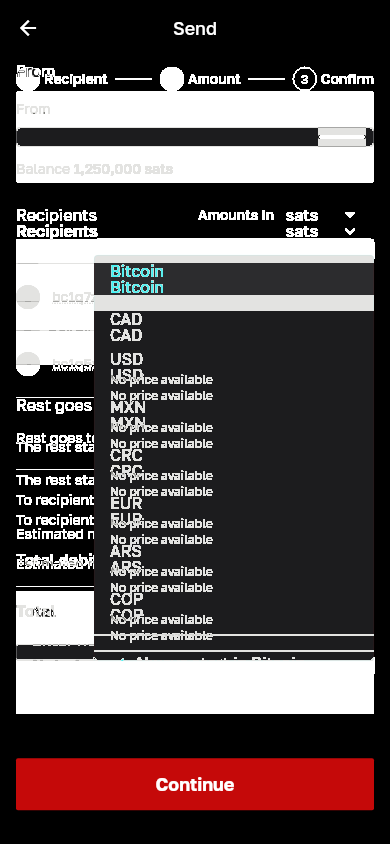 Send
From
Recipient
Amount
3 Confirm
From
Balance 1,250,000 sats
Recipients Amounts in sats
Recipients sats
Bitcoin
Bitcoin
CAD
CAD
USD
USD
No price available
No price available
MXN
MXN
No price available
No price available
CRC
CRC
No price available
No price available
EUR
EUR
No price available
No price available
ARS
ARS
No price available
No price available
COP
COP
No price available
No price available
Rest goes
Rest goes to
The rest sta
The rest sta
To recipient
To recipient
Estimated n
Total debi
Total
Continue